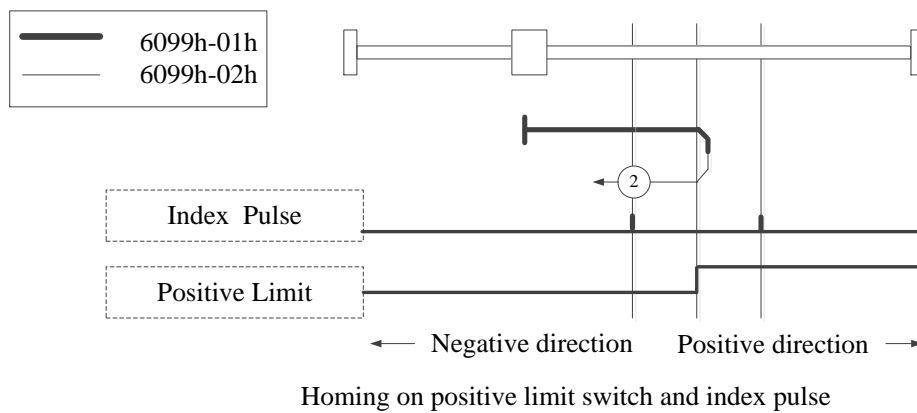 6099h-01h
6099h-02h
2
Index Pulse
Positive Limit
Negative direction Positive direction
Homing on positive limit switch and index pulse